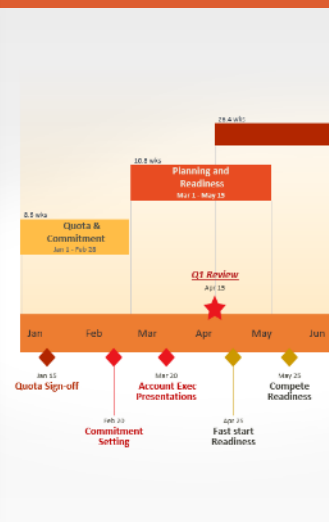 29.4 wks
10.8 wks
Planning and
Readiness
Mar 1 - May 15
8.5 wks
Quota &
Commitment
Jan 1 - Feb 28
Q1 Review
Apr 15
Jan
Feb
Mar
Apr
May
Jun
Jan 15
Quota Sign-off
Mar 20
Account Exec
Presentations
May 25
Compete
Readiness
Feb 20
Commitment
Setting
Apr 25
Fast start
Readiness